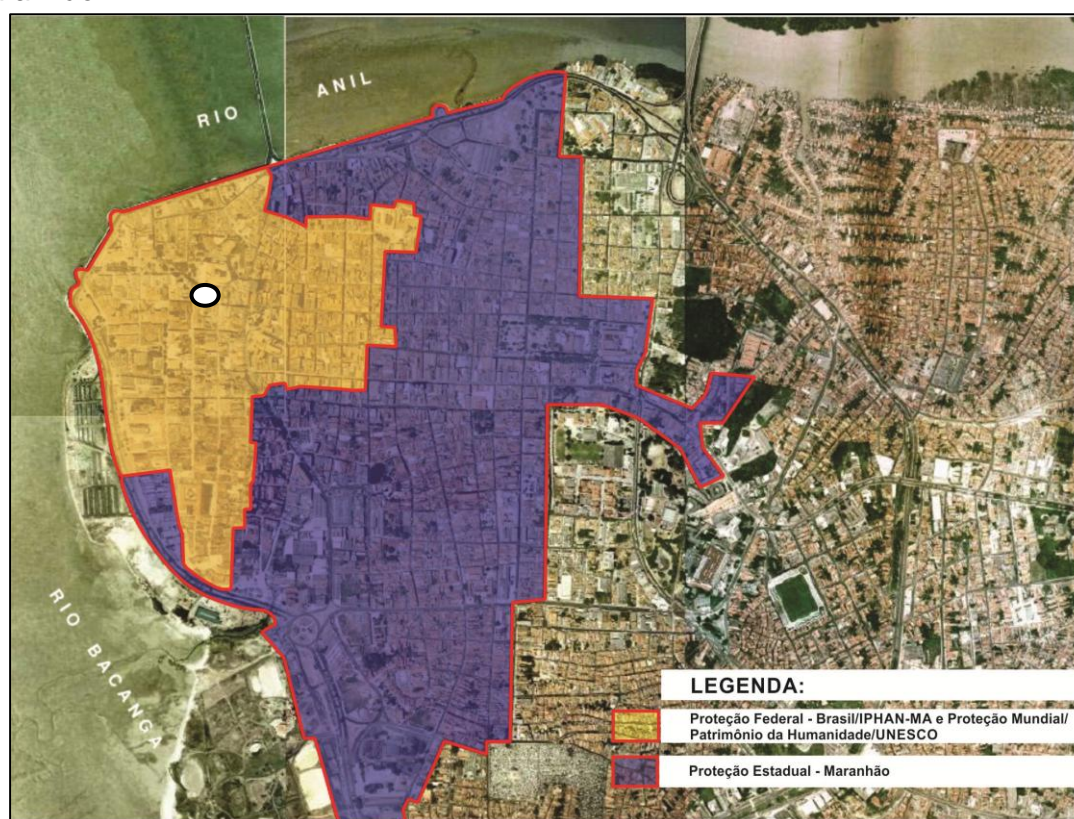 RIO ANIL
RIO BACANGA
LEGENDA:
Proteção Federal - Brasil/IPHAN-MA e Proteção Mundial/
Patrimônio da Humanidade/UNESCO
Proteção Estadual - Maranhão